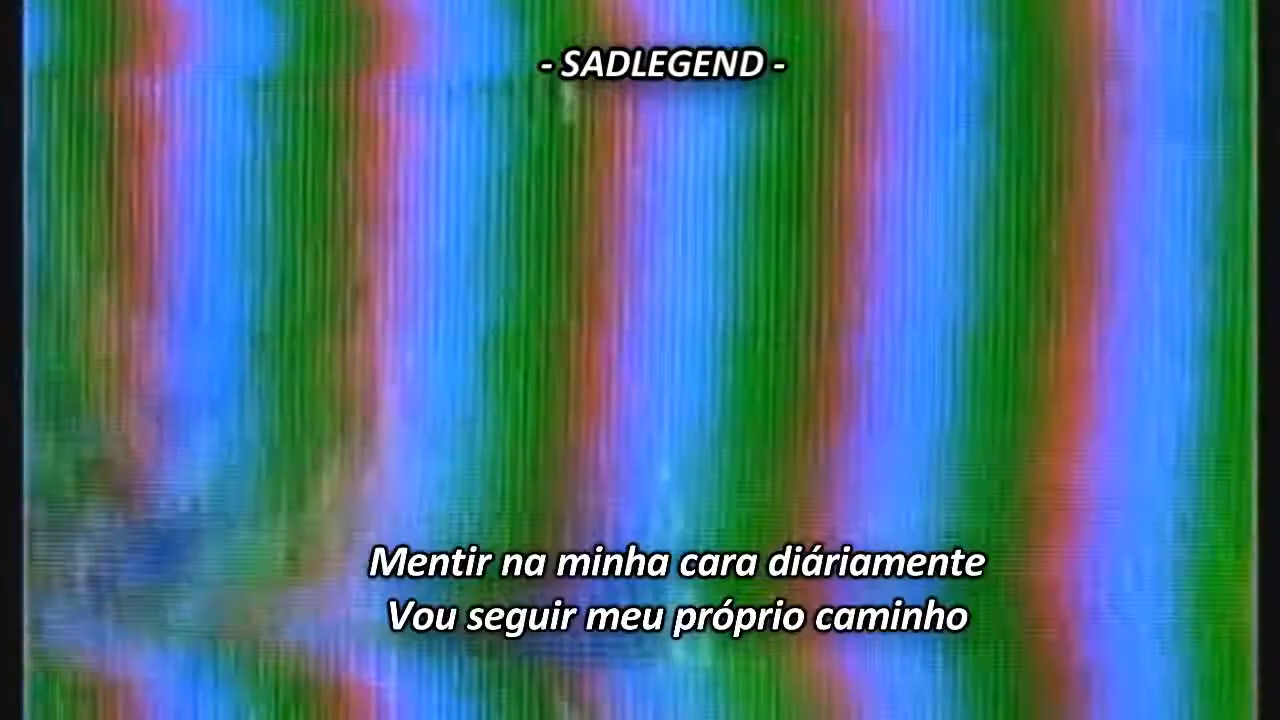 - SADLEGEND -
Mentir na minha cara diáriamente
Vou seguir meu próprio caminho